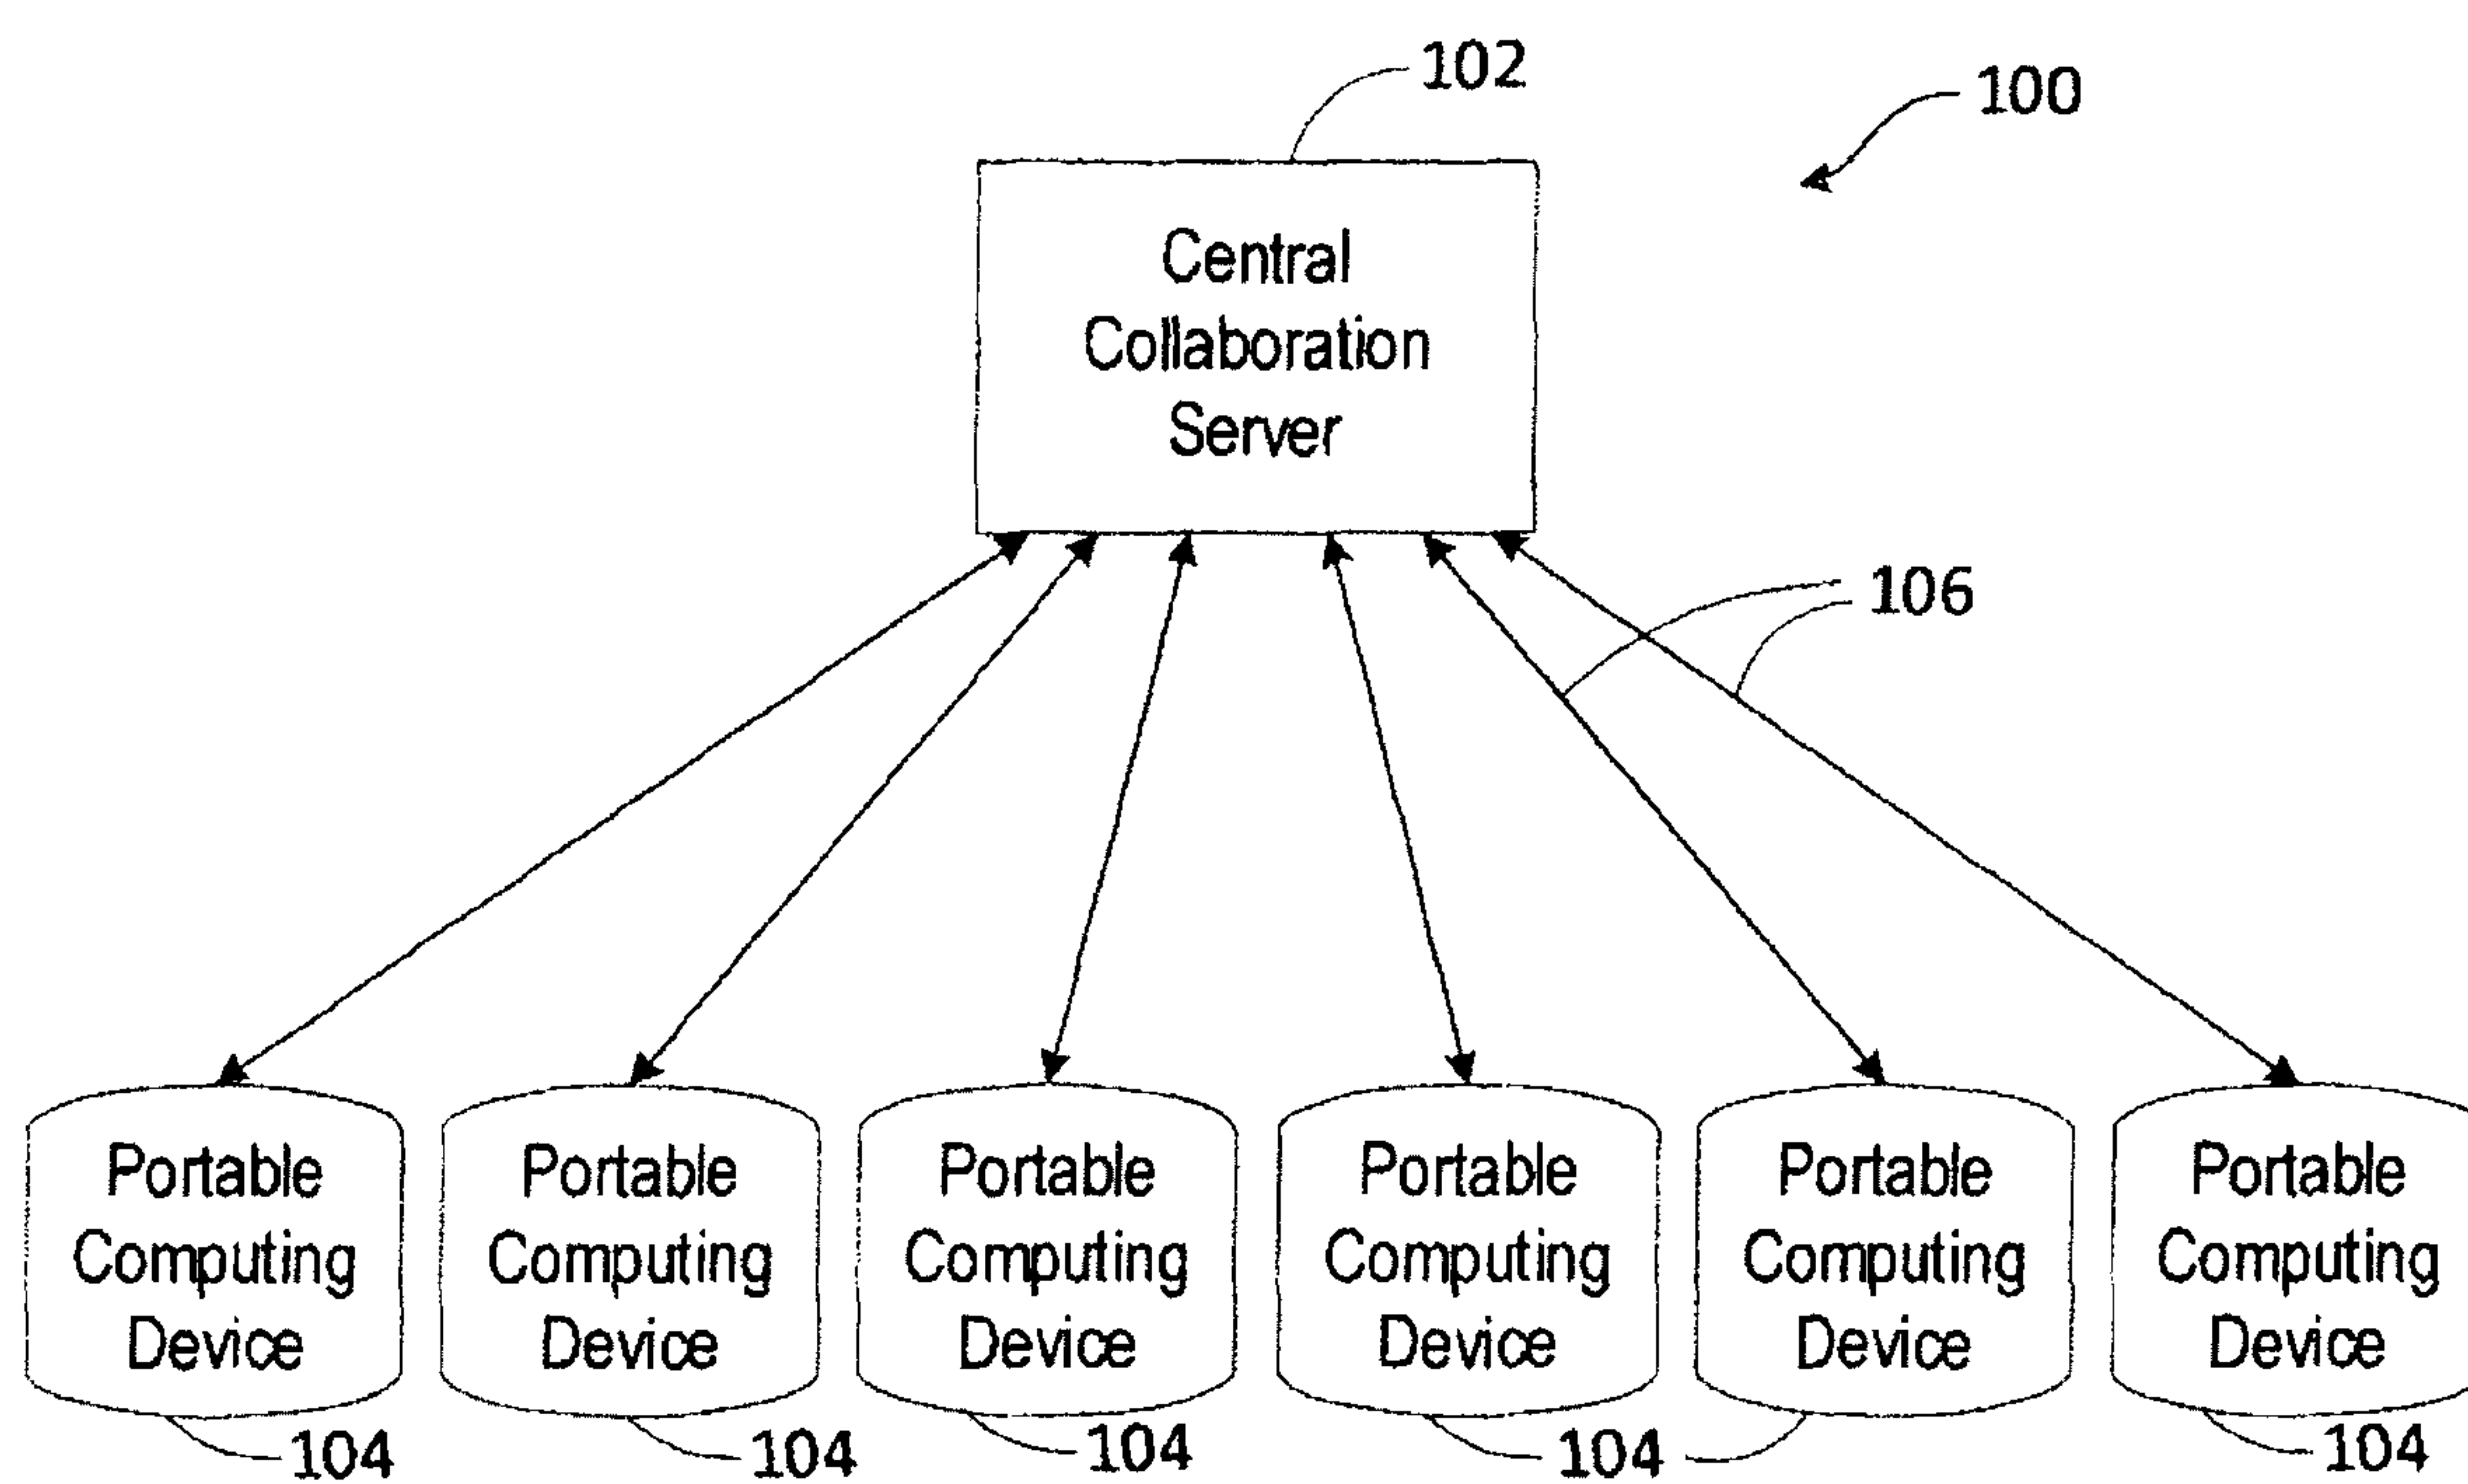 102
100
Central
Collaboration
Server
106
Portable
Computing
Device
Portable
Computing
Device
Portable
Computing
Device
Portable
Computing
Device
Portable
Computing
Device
Portable
Computing
Device
104
104
104
104
104